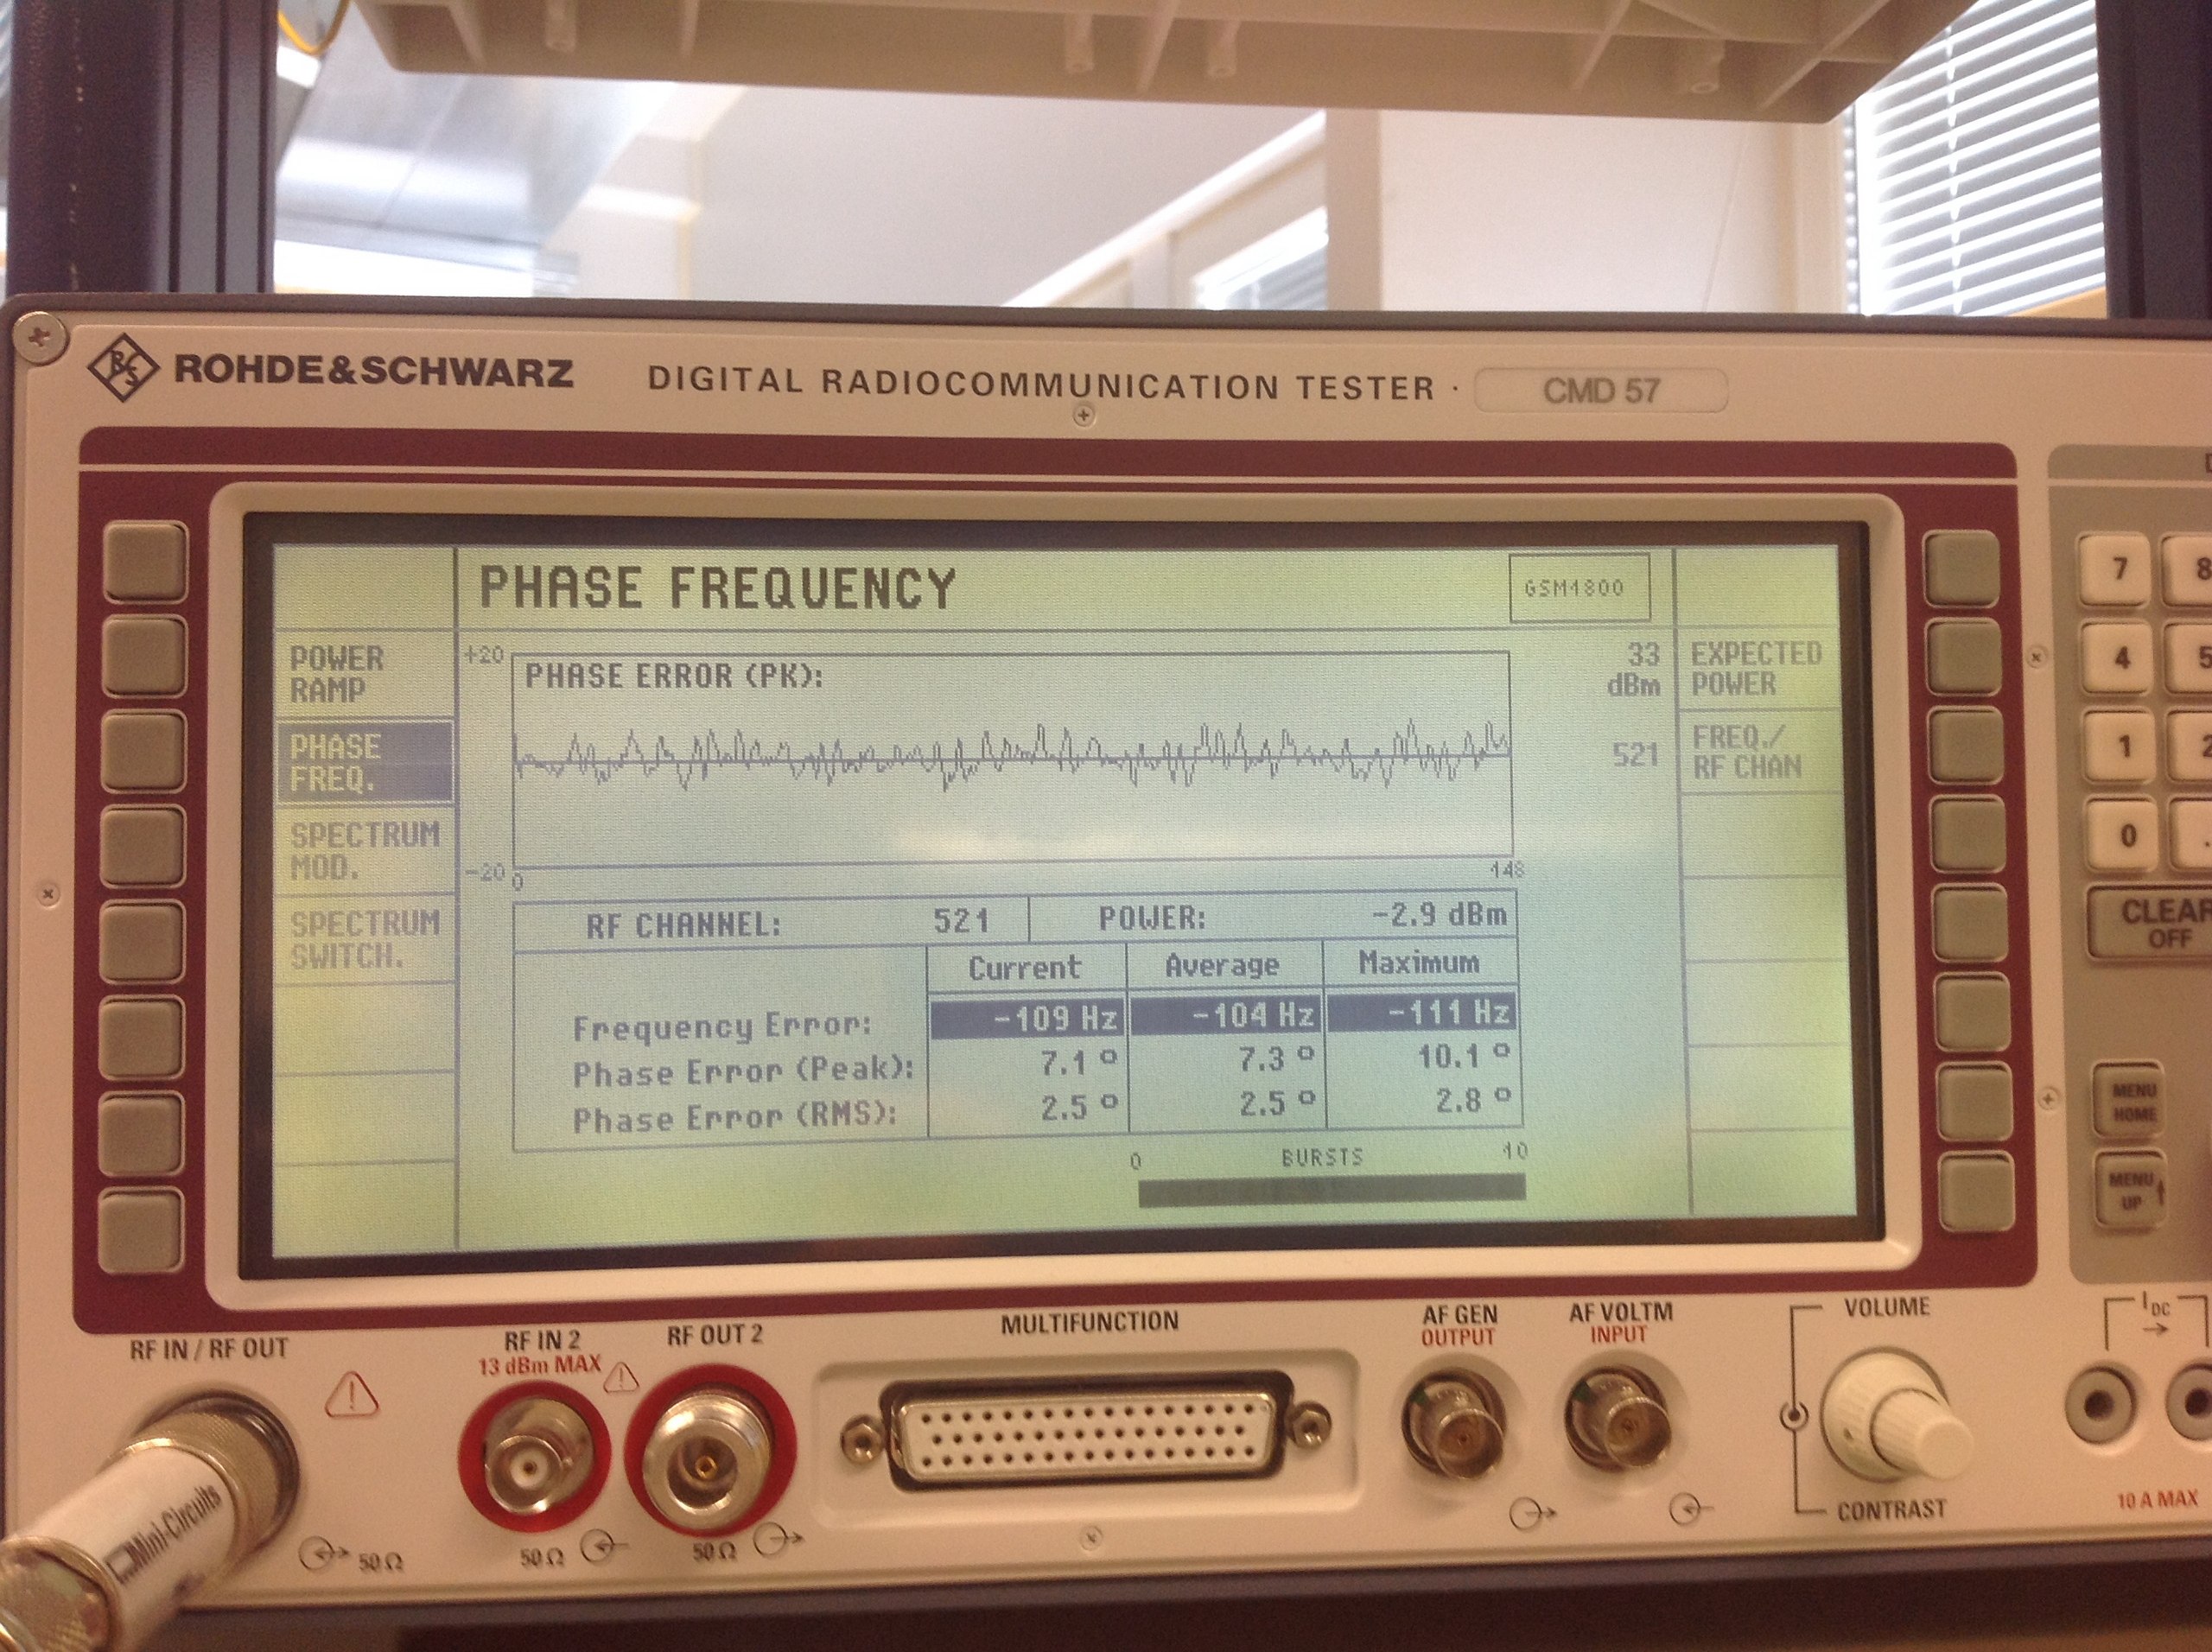 ROHDE&SCHWARZ
DIGITAL RADIOCOMMUNICATION TESTER · CMD 57
PHASE FREQUENCY
GSM1800
POWER
RAMP
PHASE
FREQ.
SPECTRUM
MOD.
SPECTRUM
SWITCH.
+20
PHASE ERROR (PK):
-20
0
148
33
dBm
EXPECTED
POWER
521
FREQ./
RF CHAN
RF CHANNEL: 521 POWER: -2.9 dBm
Current Average Maximum
Frequency Error: -109 Hz -104 Hz -111 Hz
Phase Error (Peak): 7.1 º 7.3 º 10.1 º
Phase Error (RMS): 2.5 º 2.5 º 2.8 º
0 BURSTS 10
7 8
4 5
1 2
0 .
CLEAR
OFF
MENU
HOME
MENU
UP
RF IN / RF OUT
RF IN 2
13 dBm MAX
RF OUT 2
MULTIFUNCTION
AF GEN
OUTPUT
AF VOLTM
INPUT
VOLUME
CONTRAST
I DC
10 A MAX
Mini-Circuits
50 Ω
50 Ω
50 Ω